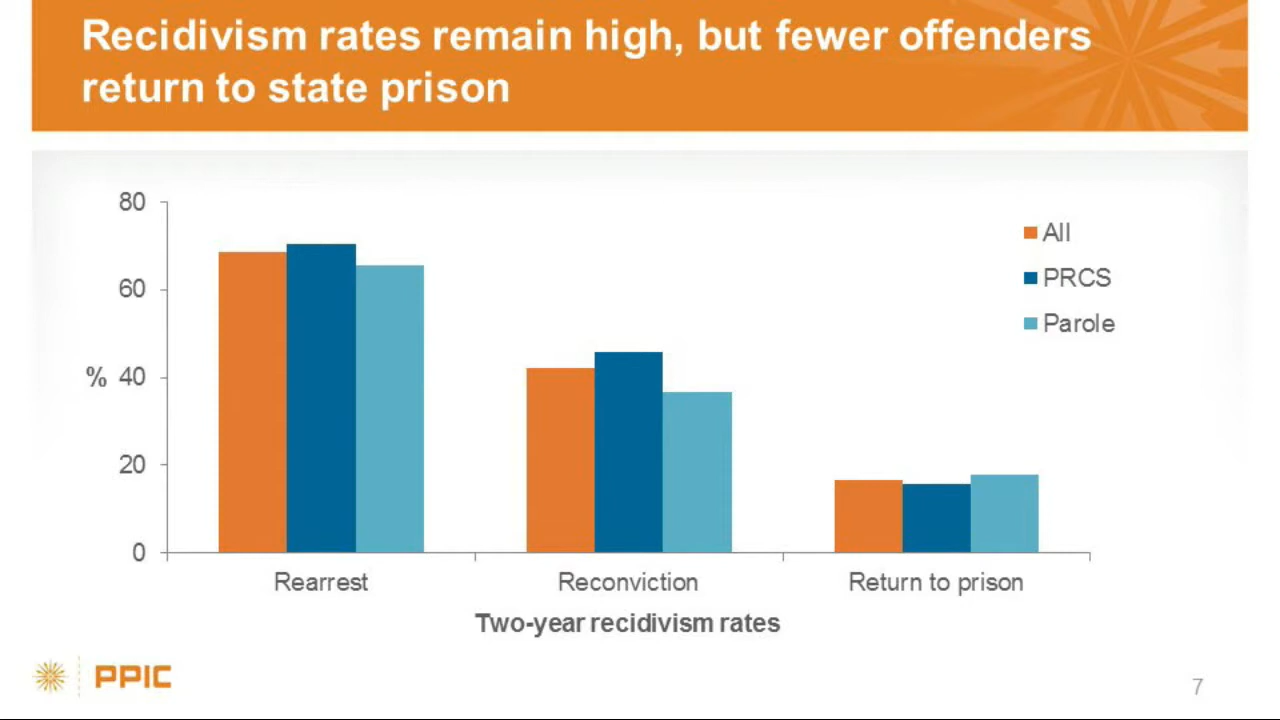 Recidivism rates remain high, but fewer offenders
return to state prison
80
60
% 40
20
0
All
PRCS
Parole
Rearrest Reconviction Return to prison
Two-year recidivism rates
PPIC
7